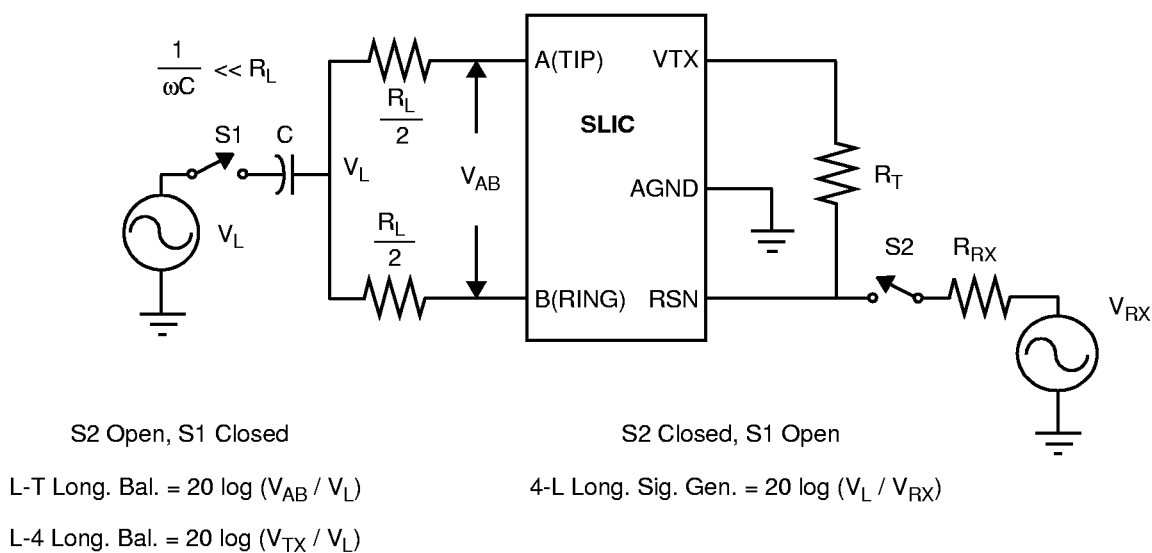 1
ωC
<< R_L
S1
C
V_L
V_L
R_L
2
V_AB
R_L
2
A(TIP)
VTX
SLIC
AGND
B(RING)
RSN
R_T
S2
R_RX
V_RX
S2 Open, S1 Closed
L-T Long. Bal. = 20 log (V_AB / V_L)
L-4 Long. Bal. = 20 log (V_TX / V_L)
S2 Closed, S1 Open
4-L Long. Sig. Gen. = 20 log (V_L / V_RX)